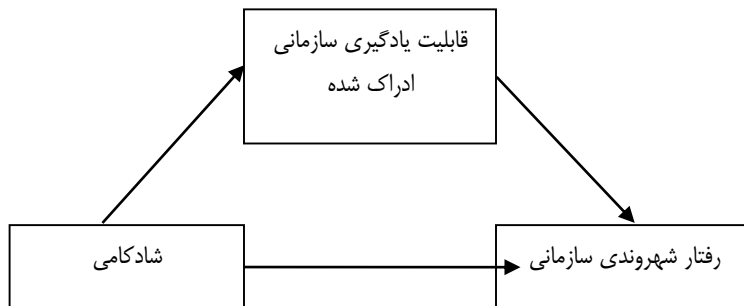 قابلیت یادگیری سازمانی
ادراک شده
شادکامی
رفتار شهروندی سازمانی